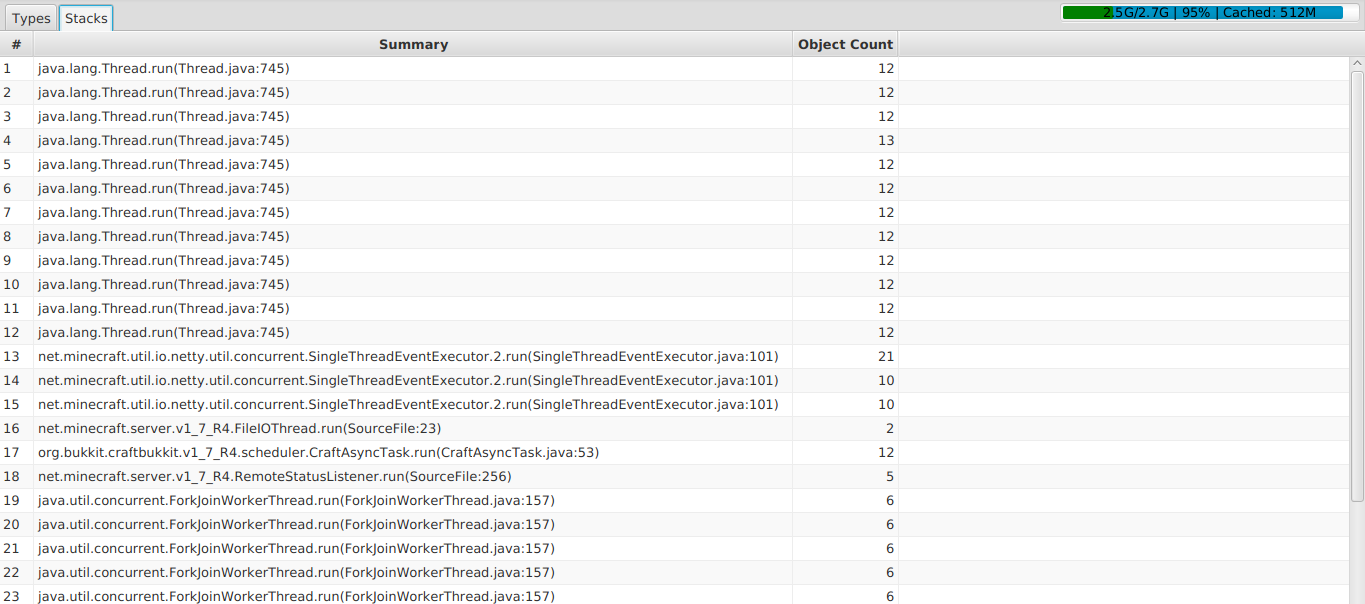 Types Stacks 2.5G/2.7G | 95% | Cached: 512M
# Summary Object Count
1 java.lang.Thread.run(Thread.java:745) 12
2 java.lang.Thread.run(Thread.java:745) 12
3 java.lang.Thread.run(Thread.java:745) 12
4 java.lang.Thread.run(Thread.java:745) 13
5 java.lang.Thread.run(Thread.java:745) 12
6 java.lang.Thread.run(Thread.java:745) 12
7 java.lang.Thread.run(Thread.java:745) 12
8 java.lang.Thread.run(Thread.java:745) 12
9 java.lang.Thread.run(Thread.java:745) 12
10 java.lang.Thread.run(Thread.java:745) 12
11 java.lang.Thread.run(Thread.java:745) 12
12 java.lang.Thread.run(Thread.java:745) 12
13 net.minecraft.util.io.netty.util.concurrent.SingleThreadEventExecutor.2.run(SingleThreadEventExecutor.java:101) 21
14 net.minecraft.util.io.netty.util.concurrent.SingleThreadEventExecutor.2.run(SingleThreadEventExecutor.java:101) 10
15 net.minecraft.util.io.netty.util.concurrent.SingleThreadEventExecutor.2.run(SingleThreadEventExecutor.java:101) 10
16 net.minecraft.server.v1_7_R4.FileIOThread.run(SourceFile:23) 2
17 org.bukkit.craftbukkit.v1_7_R4.scheduler.CraftAsyncTask.run(CraftAsyncTask.java:53) 12
18 net.minecraft.server.v1_7_R4.RemoteStatusListener.run(SourceFile:256) 5
19 java.util.concurrent.ForkJoinWorkerThread.run(ForkJoinWorkerThread.java:157) 6
20 java.util.concurrent.ForkJoinWorkerThread.run(ForkJoinWorkerThread.java:157) 6
21 java.util.concurrent.ForkJoinWorkerThread.run(ForkJoinWorkerThread.java:157) 6
22 java.util.concurrent.ForkJoinWorkerThread.run(ForkJoinWorkerThread.java:157) 6
23 java.util.concurrent.ForkJoinWorkerThread.run(ForkJoinWorkerThread.java:157) 6